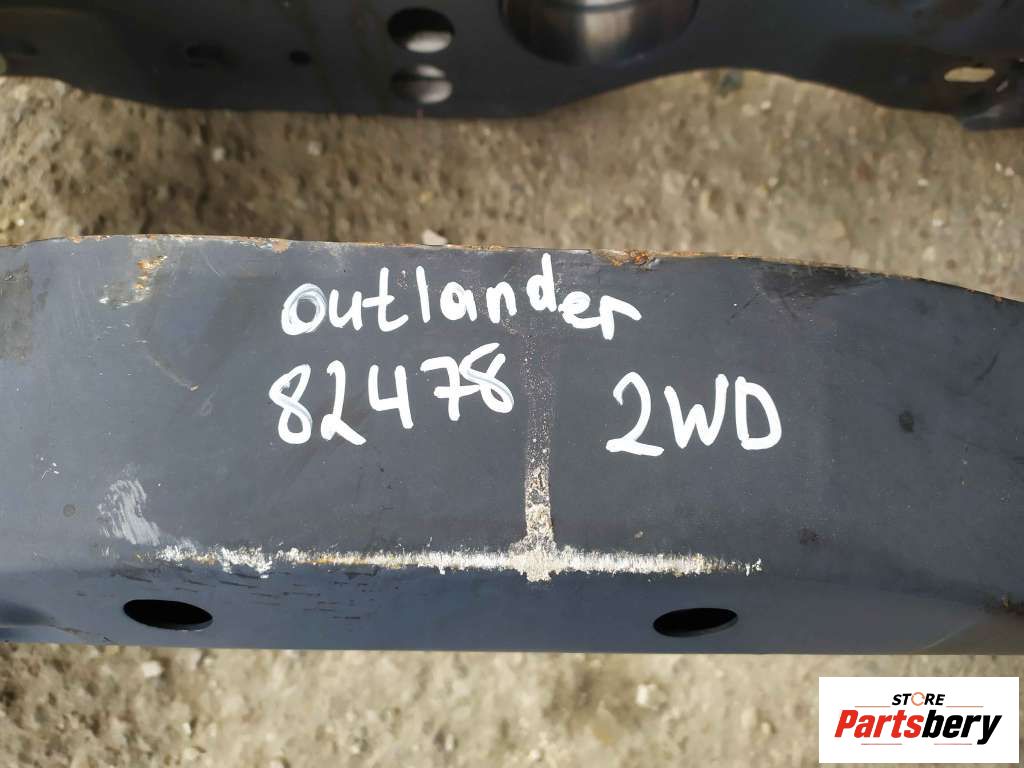 outlander
82478 2WD
STORE
Partsbery